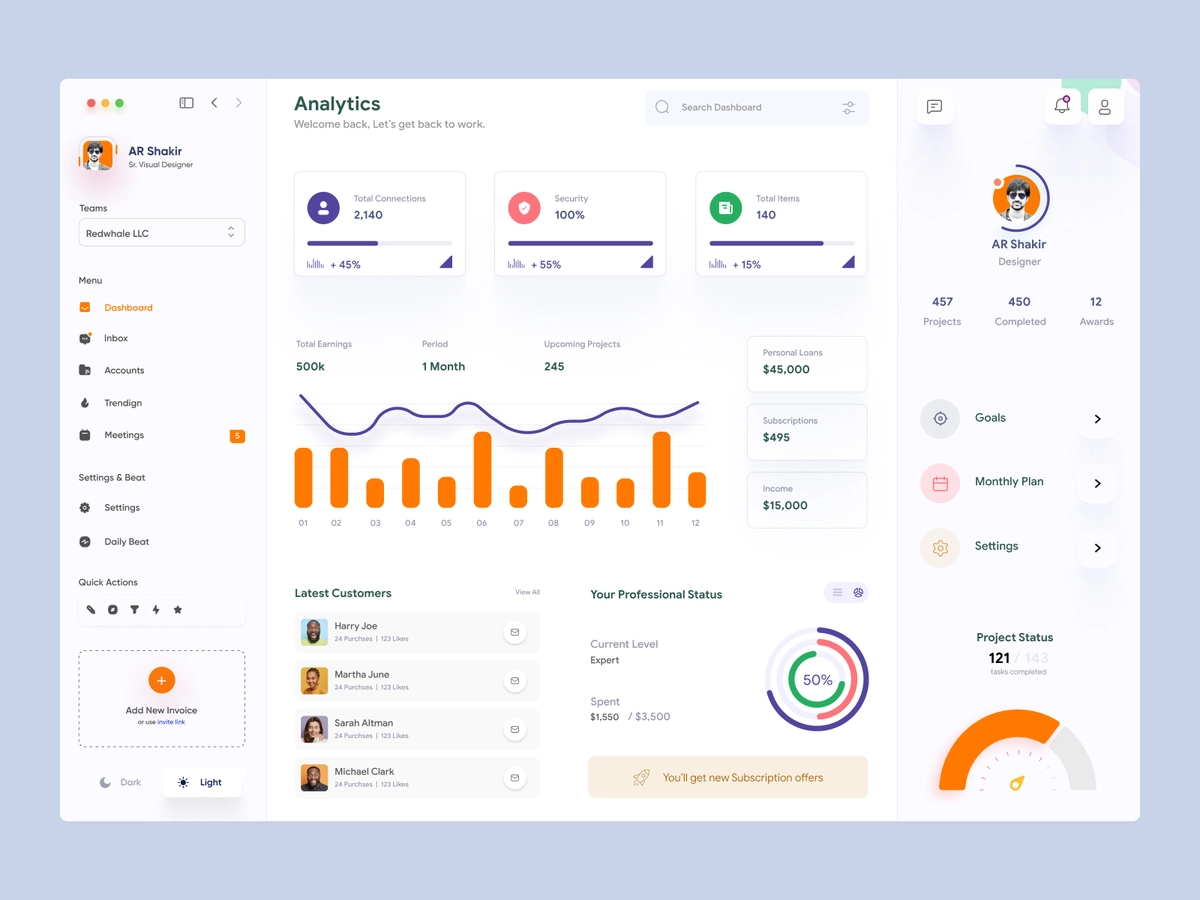 AR Shakir
Sr. Visual Designer
Teams
Redwhale LLC
Menu
Dashboard
Inbox
Accounts
Trendign
Meetings
5
Settings & Beat
Settings
Daily Beat
Quick Actions
Add New Invoice
or use invite link
Dark
Light
Analytics
Welcome back, Let's get back to work.
Search Dashboard
Total Connections
2,140
+ 45%
Security
100%
+ 55%
Total Items
140
+ 15%
Total Earnings
500k
Period
1 Month
Upcoming Projects
245
01 02 03 04 05 06 07 08 09 10 11 12
Personal Loans
$45,000
Subscriptions
$495
Income
$15,000
Latest Customers
View All
Harry Joe
24 Purchses | 123 Likes
Martha June
24 Purchses | 123 Likes
Sarah Altman
24 Purchses | 123 Likes
Michael Clark
24 Purchses | 123 Likes
Your Professional Status
Current Level
Expert
Spent
$1,550 / $3,500
50%
You'll get new Subscription offers
AR Shakir
Designer
457
Projects
450
Completed
12
Awards
Goals
Monthly Plan
Settings
Project Status
121 / 143
tasks completed